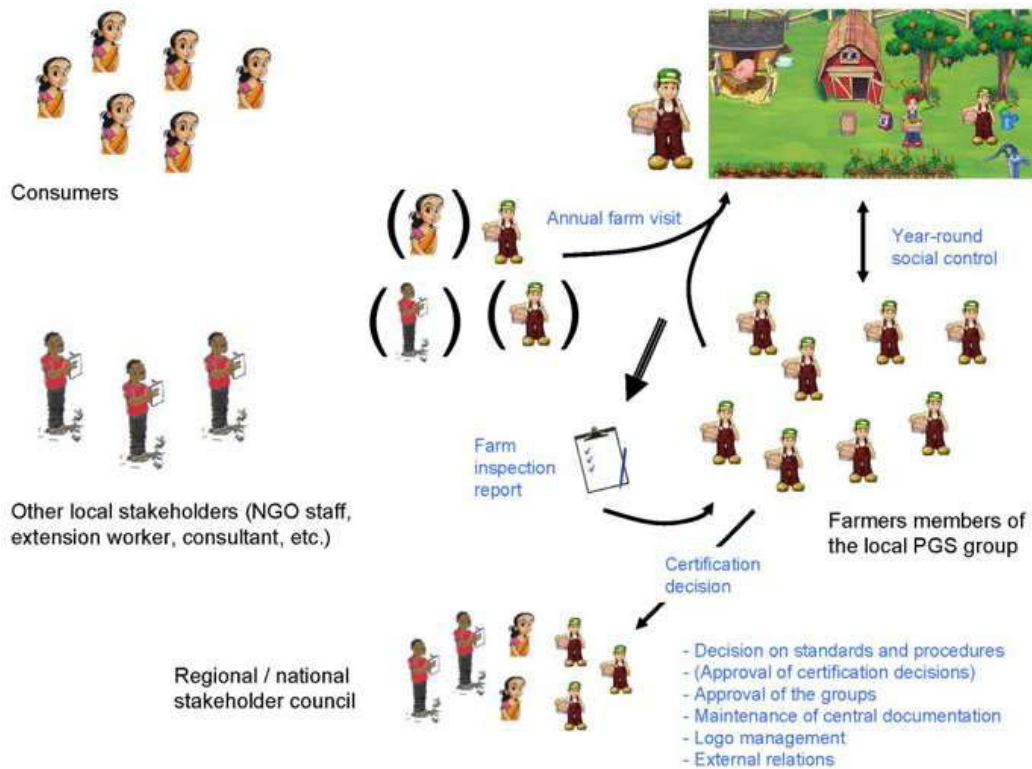 Consumers
Annual farm visit
Year-round
social control
Farm
inspection
report
Other local stakeholders (NGO staff,
extension worker, consultant, etc.)
Farmers members of
the local PGS group
Certification
decision
Regional / national
stakeholder council
- Decision on standards and procedures
- (Approval of certification decisions)
- Approval of the groups
- Maintenance of central documentation
- Logo management
- External relations